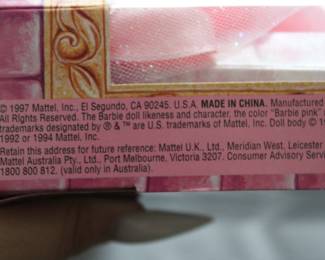 © 1997 Mattel, Inc., El Segundo, CA 90245. U.S.A. MADE IN CHINA. Manufactured
All Rights Reserved. The Barbie doll likeness and character, the color "Barbie pink"
trademarks designated by ® & ™ are U.S. trademarks of Mattel, Inc. Doll body ©
1992 or 1994 Mattel, Inc.
Retain this address for future reference: Mattel U.K., Ltd., Meridian West, Leicester
Mattel Australia Pty., Ltd., Port Melbourne, Victoria 3207. Consumer Advisory
1800 800 812. (valid only in Australia).